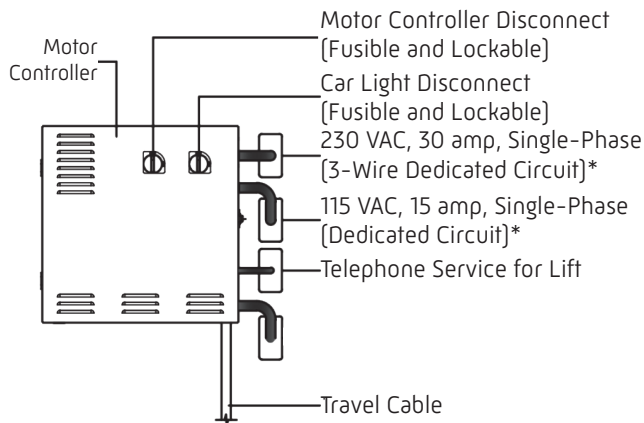 Motor Controller Disconnect
(Fusible and Lockable)
Motor
Controller
Car Light Disconnect
(Fusible and Lockable)
230 VAC, 30 amp, Single-Phase
(3-Wire Dedicated Circuit)*
115 VAC, 15 amp, Single-Phase
(Dedicated Circuit)*
Telephone Service for Lift
Travel Cable